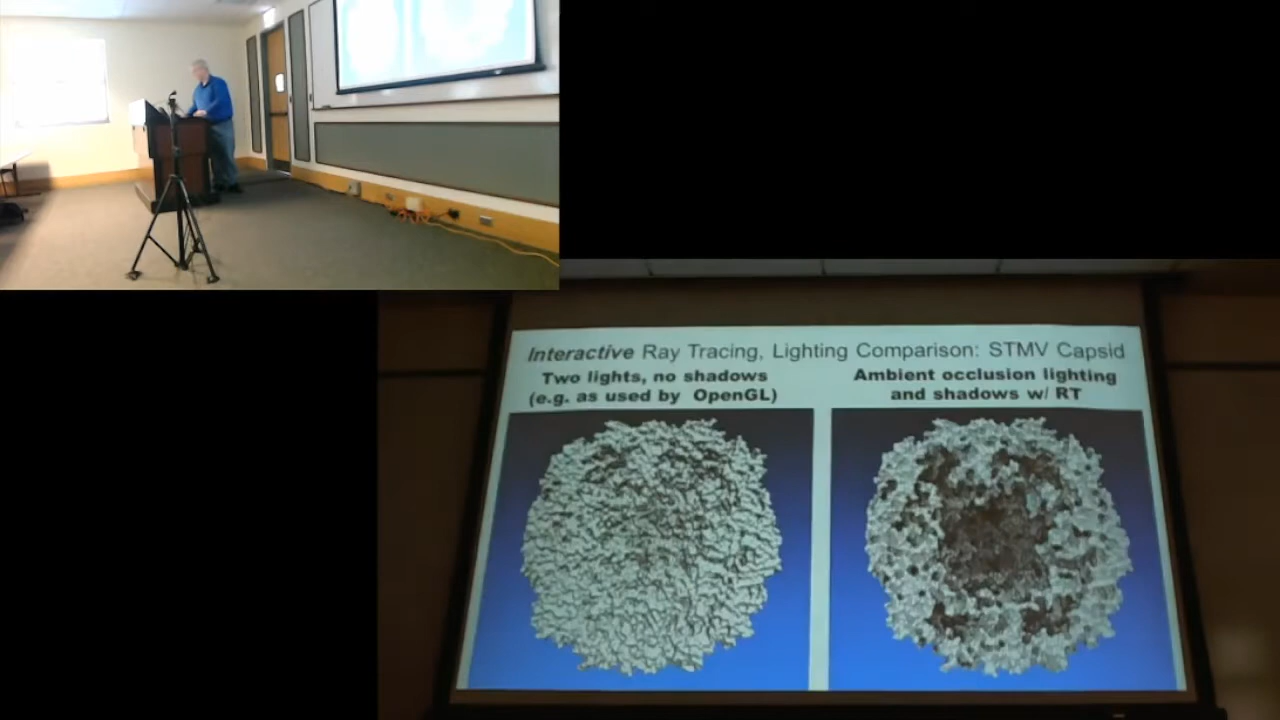 Interactive Ray Tracing, Lighting Comparison: STMV Capsid
Two lights, no shadows
(e.g. as used by OpenGL)
Ambient occlusion lighting
and shadows w/ RT